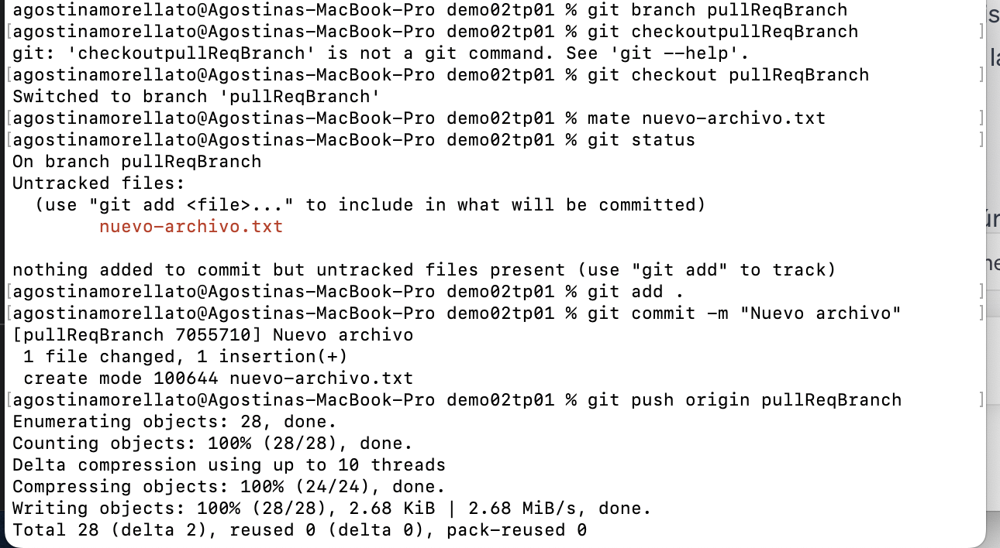 agostinamorellato@Agostinas-MacBook-Pro demo02tp01 % git branch pullReqBranch
[agostinamorellato@Agostinas-MacBook-Pro demo02tp01 % git checkoutpullReqBranch ]
git: 'checkoutpullReqBranch' is not a git command. See 'git --help'.
[agostinamorellato@Agostinas-MacBook-Pro demo02tp01 % git checkout pullReqBranch ]
Switched to branch 'pullReqBranch'
[agostinamorellato@Agostinas-MacBook-Pro demo02tp01 % mate nuevo-archivo.txt ]
[agostinamorellato@Agostinas-MacBook-Pro demo02tp01 % git status ]
On branch pullReqBranch
Untracked files:
(use "git add <file>..." to include in what will be committed)
nuevo-archivo.txt
nothing added to commit but untracked files present (use "git add" to track)
[agostinamorellato@Agostinas-MacBook-Pro demo02tp01 % git add . ]
[agostinamorellato@Agostinas-MacBook-Pro demo02tp01 % git commit -m "Nuevo archivo" ]
[pullReqBranch 7055710] Nuevo archivo
1 file changed, 1 insertion(+)
create mode 100644 nuevo-archivo.txt
[agostinamorellato@Agostinas-MacBook-Pro demo02tp01 % git push origin pullReqBranch ]
Enumerating objects: 28, done.
Counting objects: 100% (28/28), done.
Delta compression using up to 10 threads
Compressing objects: 100% (24/24), done.
Writing objects: 100% (28/28), 2.68 KiB | 2.68 MiB/s, done.
Total 28 (delta 2), reused 0 (delta 0), pack-reused 0